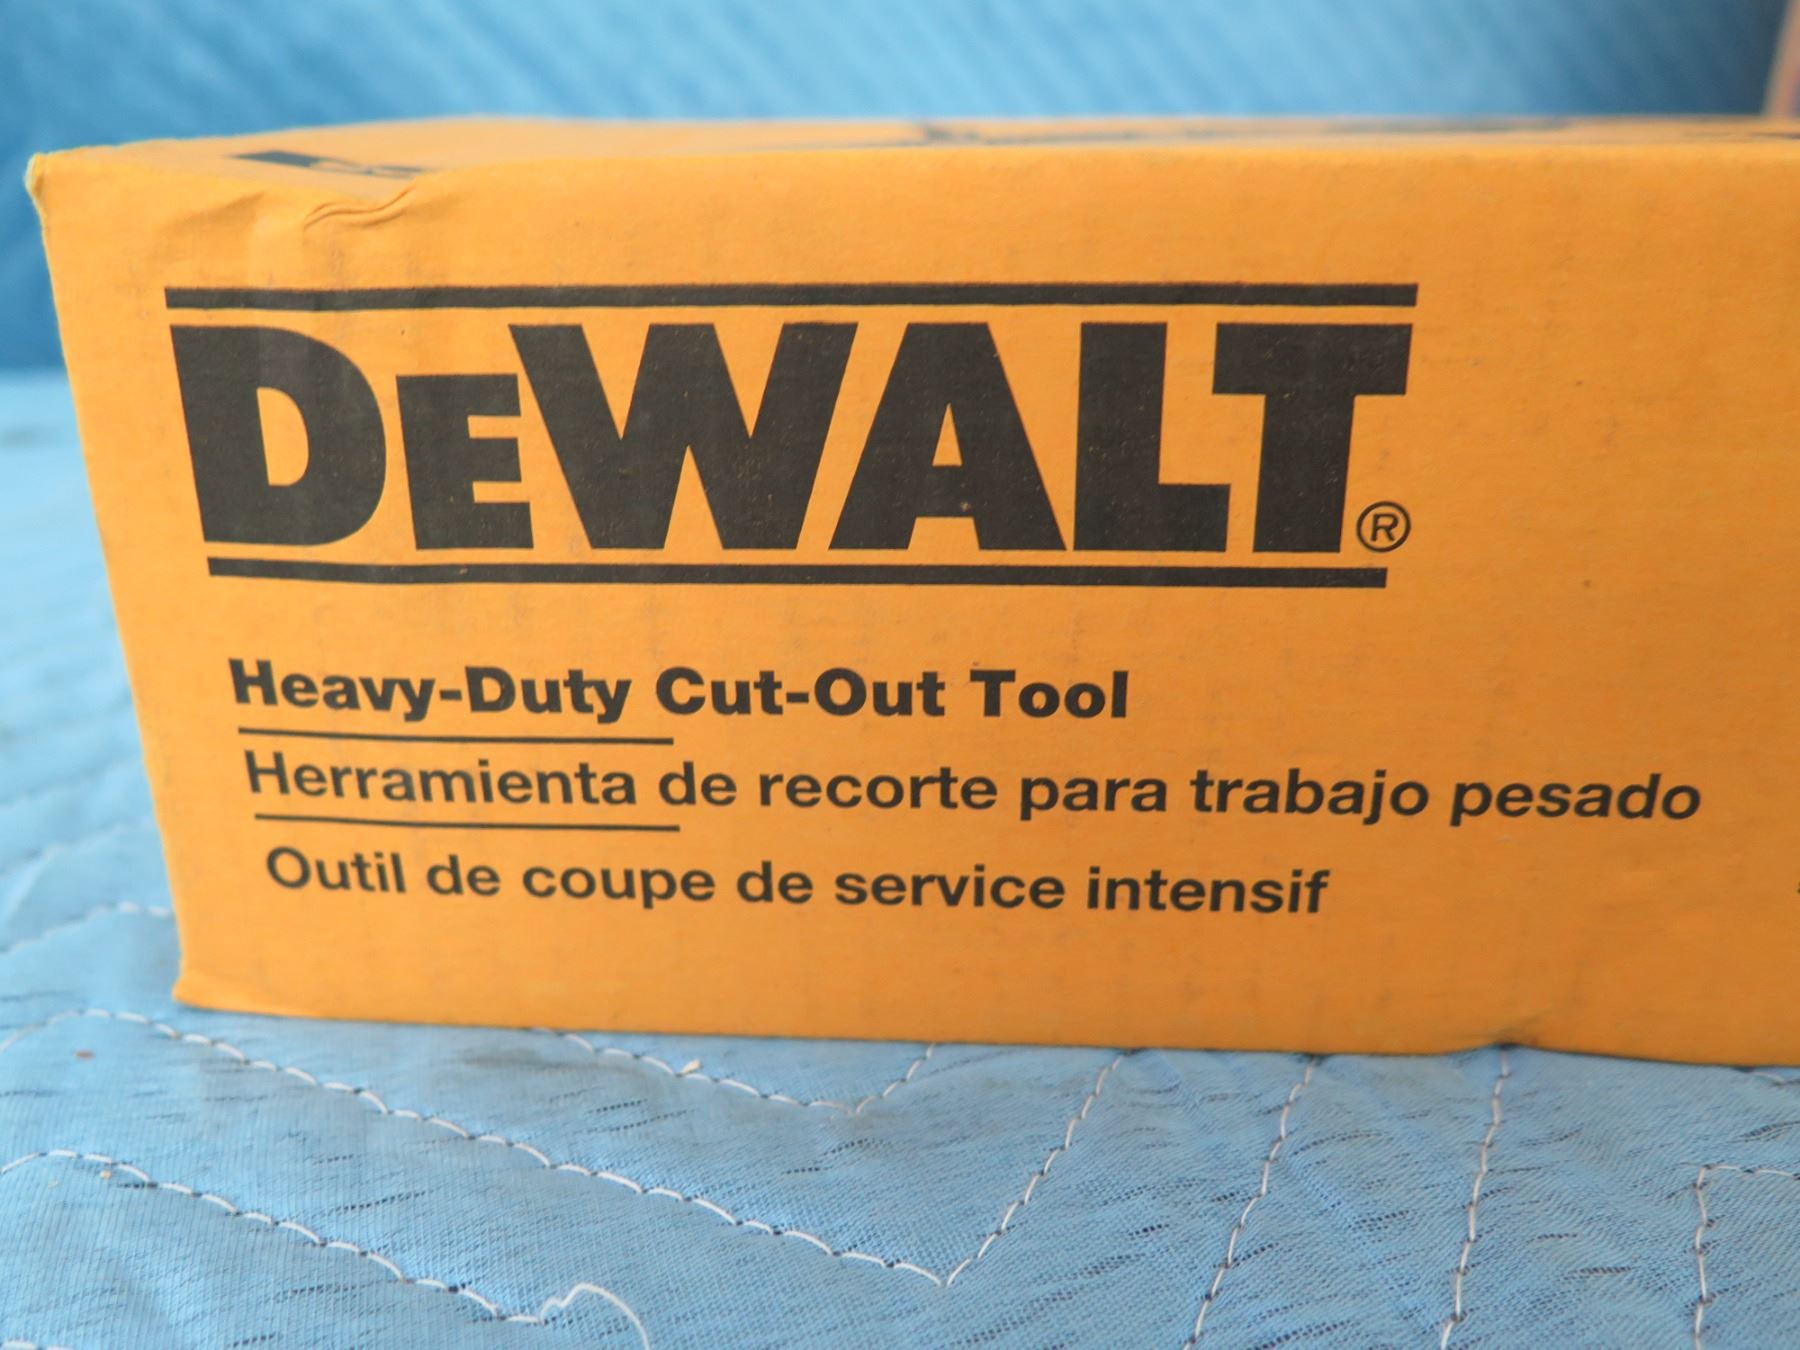 DEWALT®
Heavy-Duty Cut-Out Tool
Herramienta de recorte para trabajo pesado
Outil de coupe de service intensif